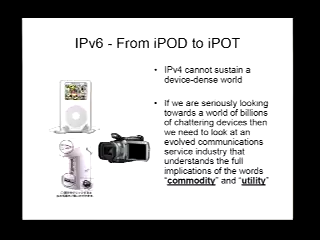 IPv6 - From iPOD to iPOT
• IPv4 cannot sustain a
device-dense world
• If we are seriously looking
towards a world of billions
of chattering devices then
we need to look at an
evolved communications
service industry that
understands the full
implications of the words
“commodity” and “utility”